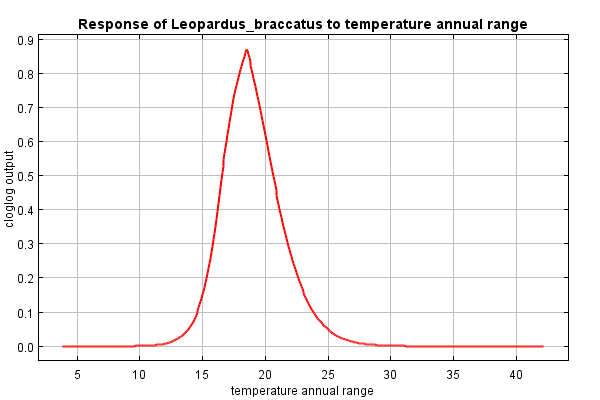 Response of Leopardus_braccatus to temperature annual range
cloglog output
0.9
0.8
0.7
0.6
0.5
0.4
0.3
0.2
0.1
0.0
5 10 15 20 25 30 35 40
temperature annual range